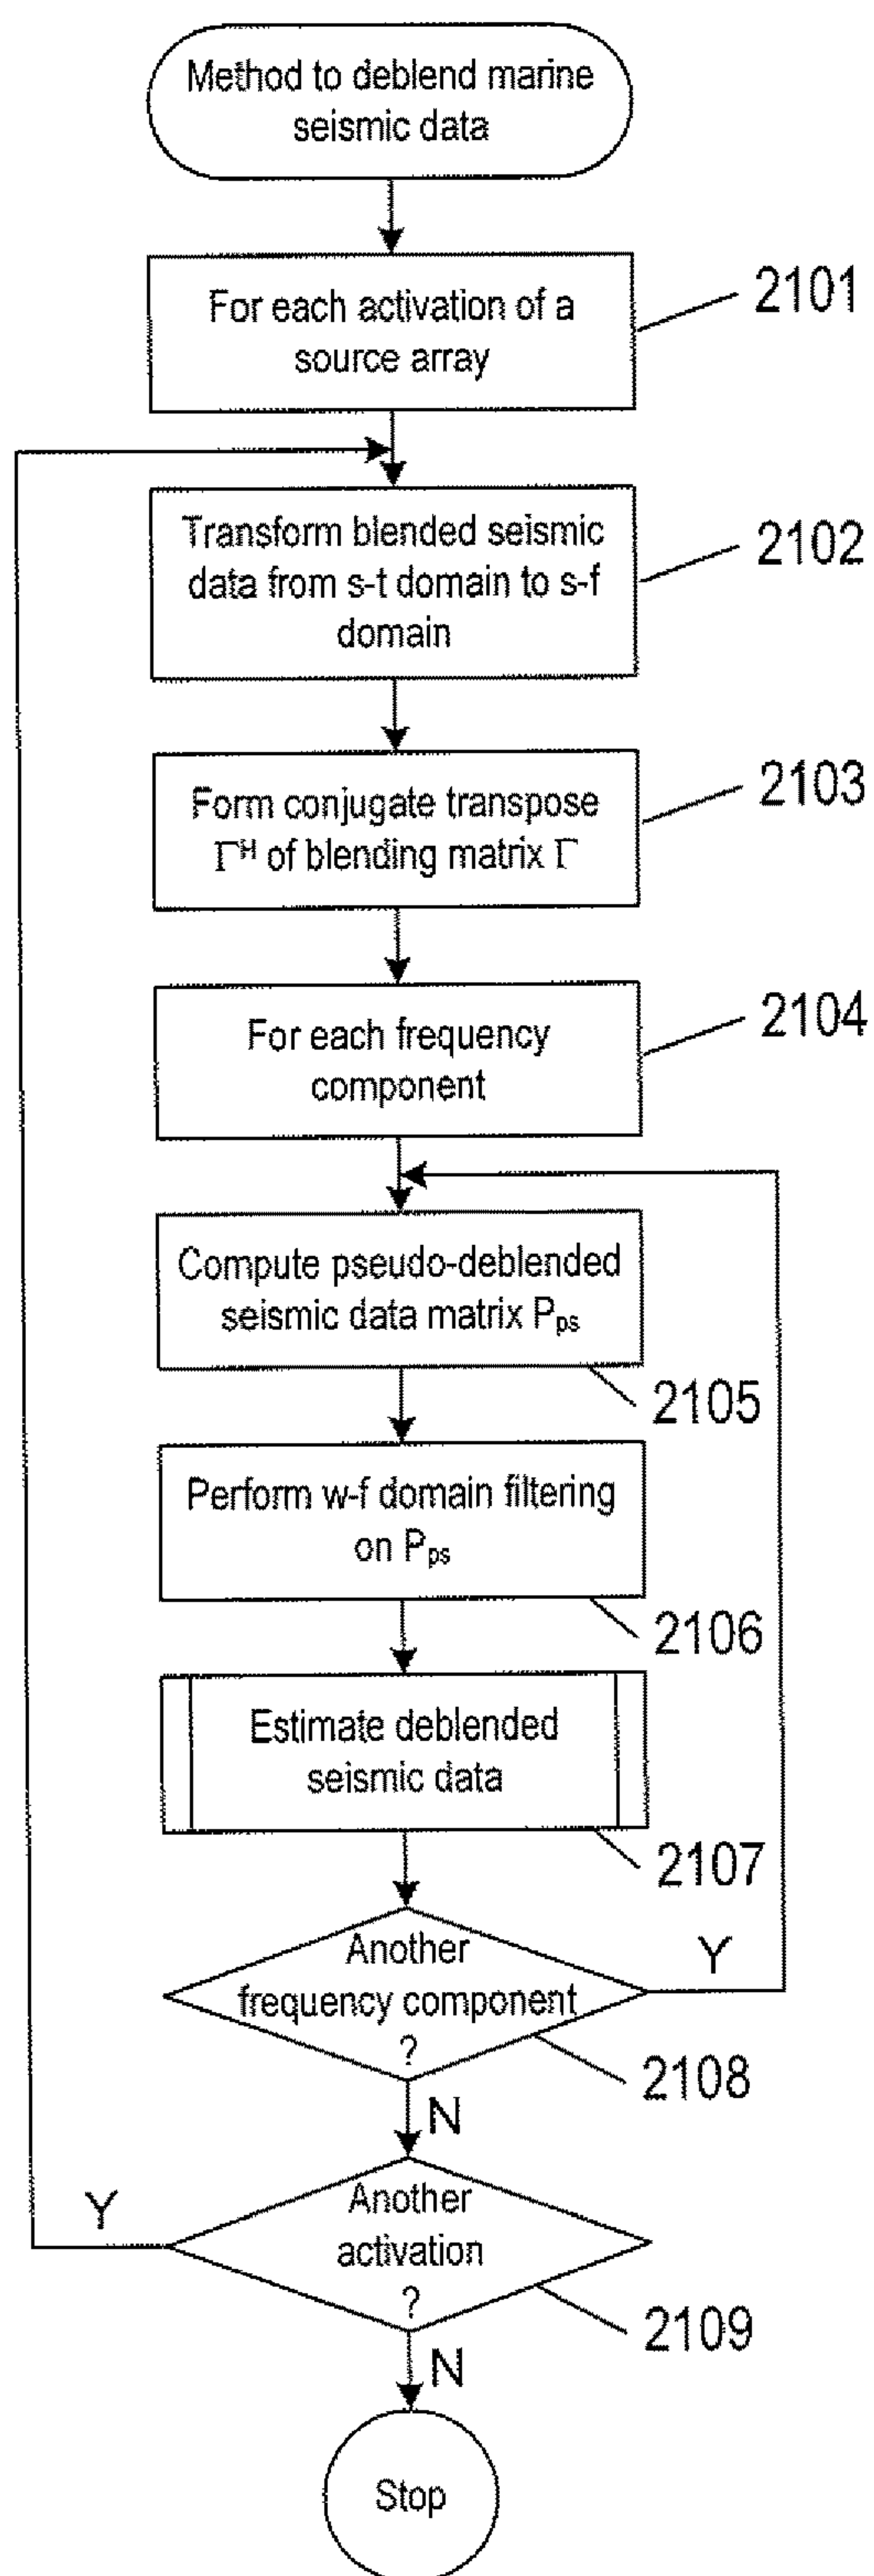 Method to deblend marine
seismic data
For each activation of a
source array
2101
Transform blended seismic
data from s-t domain to s-f
domain
2102
Form conjugate transpose
Γᴴ of blending matrix Γ
2103
For each frequency
component
2104
Compute pseudo-deblended
seismic data matrix Pps
2105
Perform w-f domain filtering
on Pps
2106
Estimate deblended
seismic data
2107
Another
frequency component
?
Y
2108
N
Another
activation
?
Y
2109
N
Stop